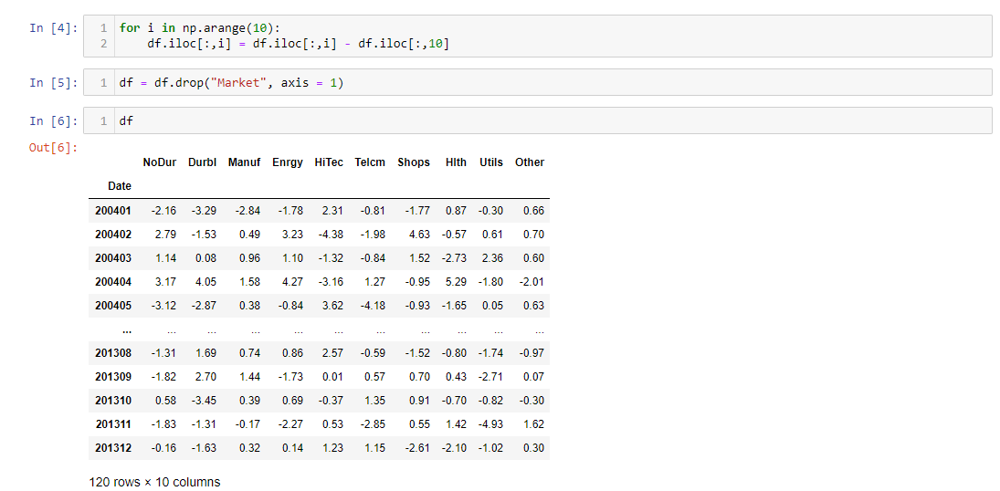 In [4]: 1 for i in np.arange(10):
2 df.iloc[:,i] = df.iloc[:,i] - df.iloc[:,10]
In [5]: 1 df = df.drop("Market", axis = 1)
In [6]: 1 df
Out[6]:
NoDur Durbl Manuf Enrgy HiTec Telcm Shops Hlth Utils Other
Date
200401 -2.16 -3.29 -2.84 -1.78 2.31 -0.81 -1.77 0.87 -0.30 0.66
200402 2.79 -1.53 0.49 3.23 -4.38 -1.98 4.63 -0.57 0.61 0.70
200403 1.14 0.08 0.96 1.10 -1.32 -0.84 1.52 -2.73 2.36 0.60
200404 3.17 4.05 1.58 4.27 -3.16 1.27 -0.95 5.29 -1.80 -2.01
200405 -3.12 -2.87 0.38 -0.84 3.62 -4.18 -0.93 -1.65 0.05 0.63
... ... ... ... ... ... ... ... ... ... ...
201308 -1.31 1.69 0.74 0.86 2.57 -0.59 -1.52 -0.80 -1.74 -0.97
201309 -1.82 2.70 1.44 -1.73 0.01 0.57 0.70 0.43 -2.71 0.07
201310 0.58 -3.45 0.39 0.69 -0.37 1.35 0.91 -0.70 -0.82 -0.30
201311 -1.83 -1.31 -0.17 -2.27 0.53 -2.85 0.55 1.42 -4.93 1.62
201312 -0.16 -1.63 0.32 0.14 1.23 1.15 -2.61 -2.10 -1.02 0.30
120 rows × 10 columns